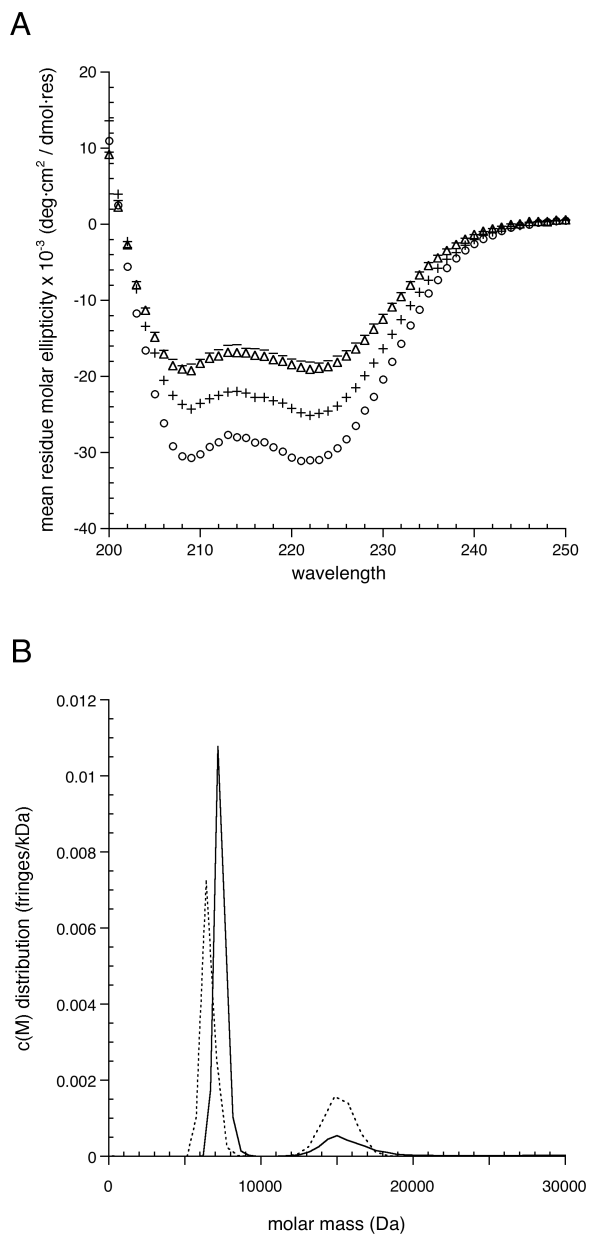 A
mean residue molar ellipticity x 10-3 (deg·cm2 / dmol·res)
20
10
0
-10
-20
-30
-40
200 210 220 230 240 250
wavelength
B
c(M) distribution (fringes/kDa)
0.012
0.01
0.008
0.006
0.004
0.002
0
0 10000 20000 30000
molar mass (Da)